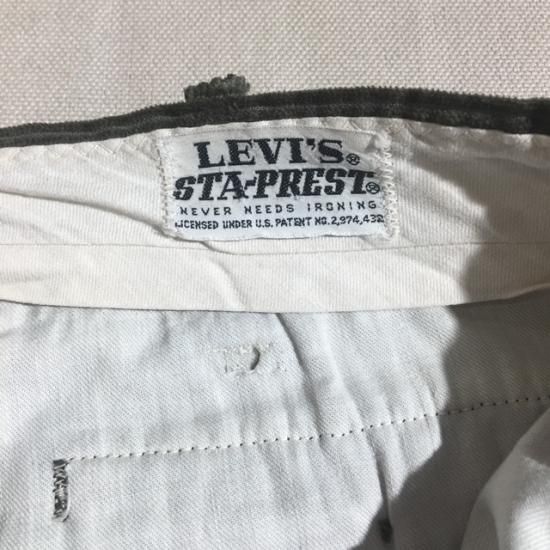 LEVI'S®
STA-PREST®
NEVER NEEDS IRONING
LICENSED UNDER U.S. PATENT NO. 2,974,432